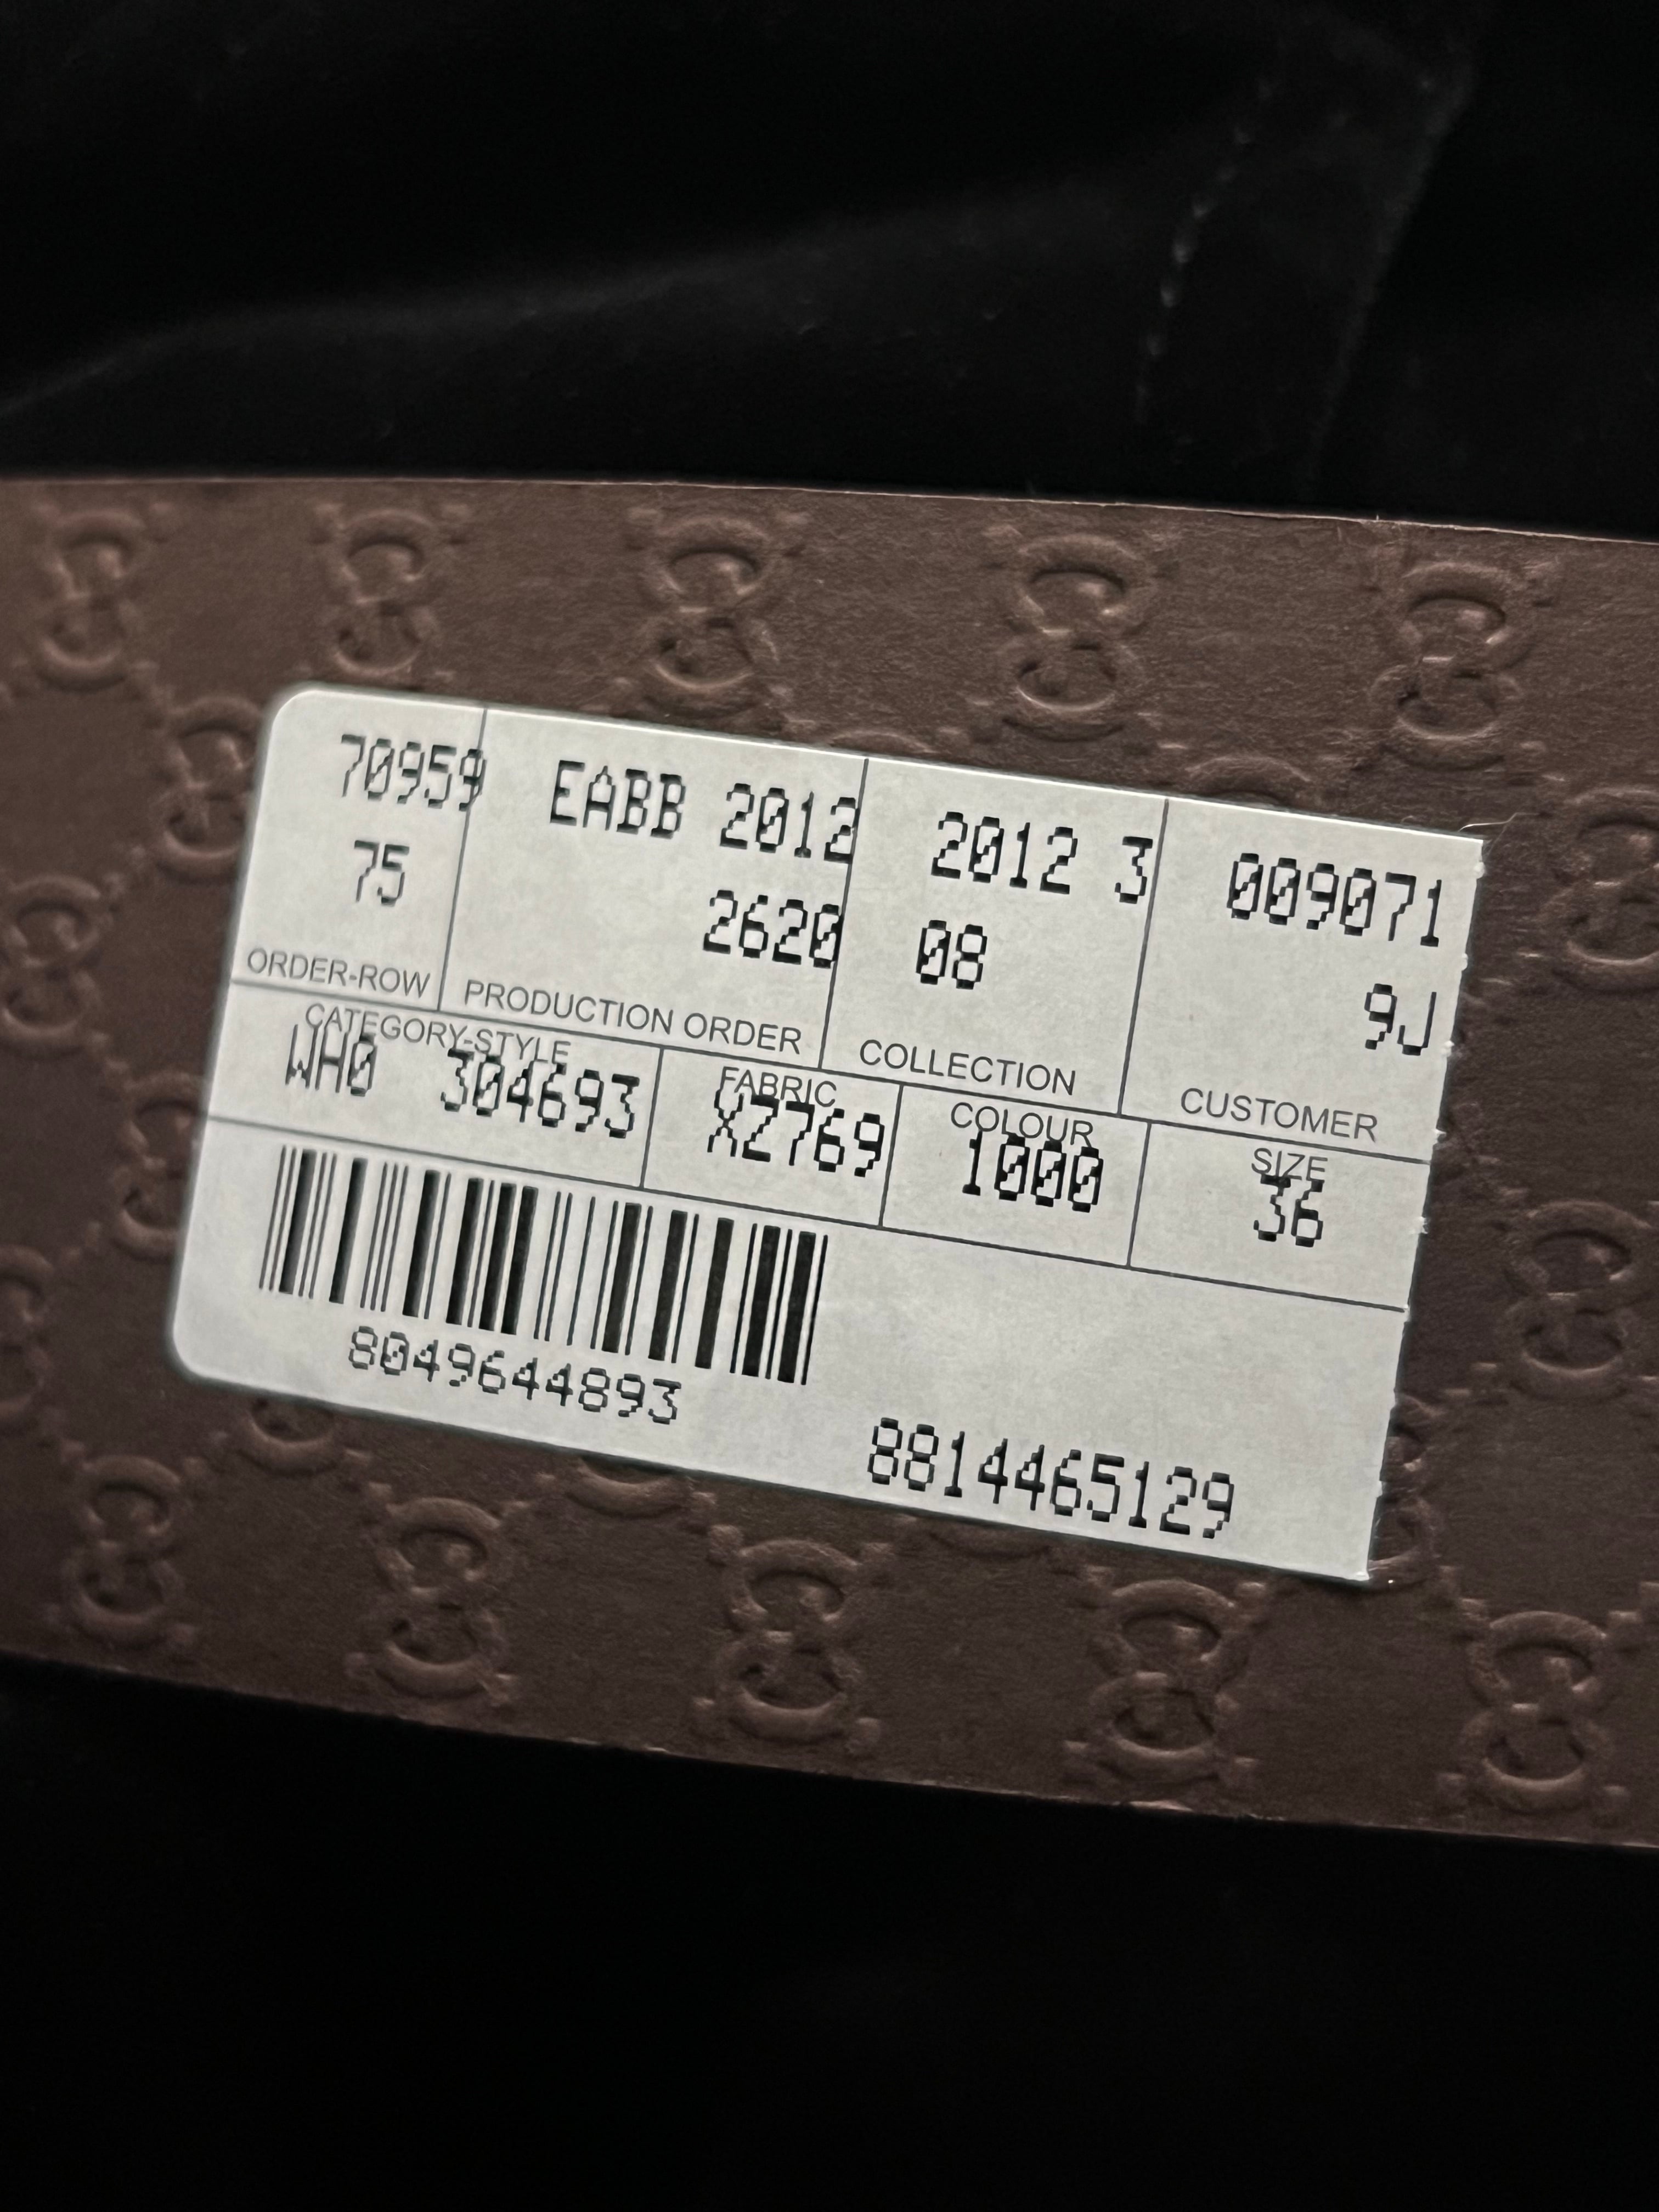 70959 EABB 2012 2012 3 009071
75 2620 08 9J
ORDER-ROW PRODUCTION ORDER COLLECTION CUSTOMER
CATEGORY-STYLE FABRIC COLOUR SIZE
WH0 304693 XZ769 1000 36
8049644893
8814465129